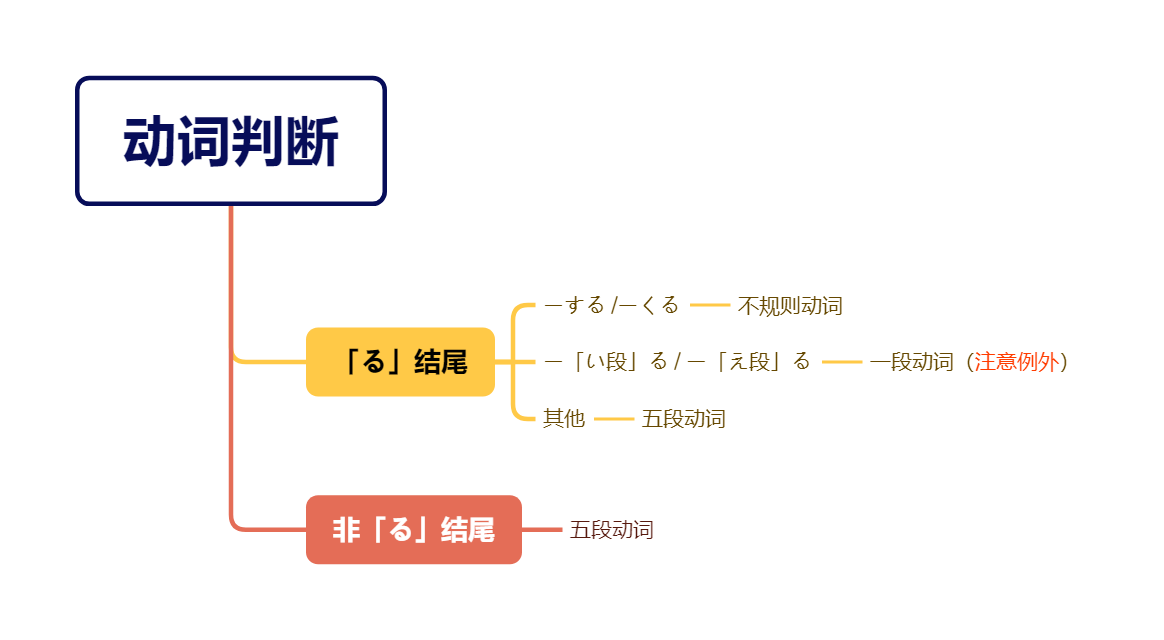 动词判断
「る」结尾
一する /一くる
不规则动词
一「い段」る / 一「え段」る
一段动词（注意例外）
其他
五段动词
非「る」结尾
五段动词